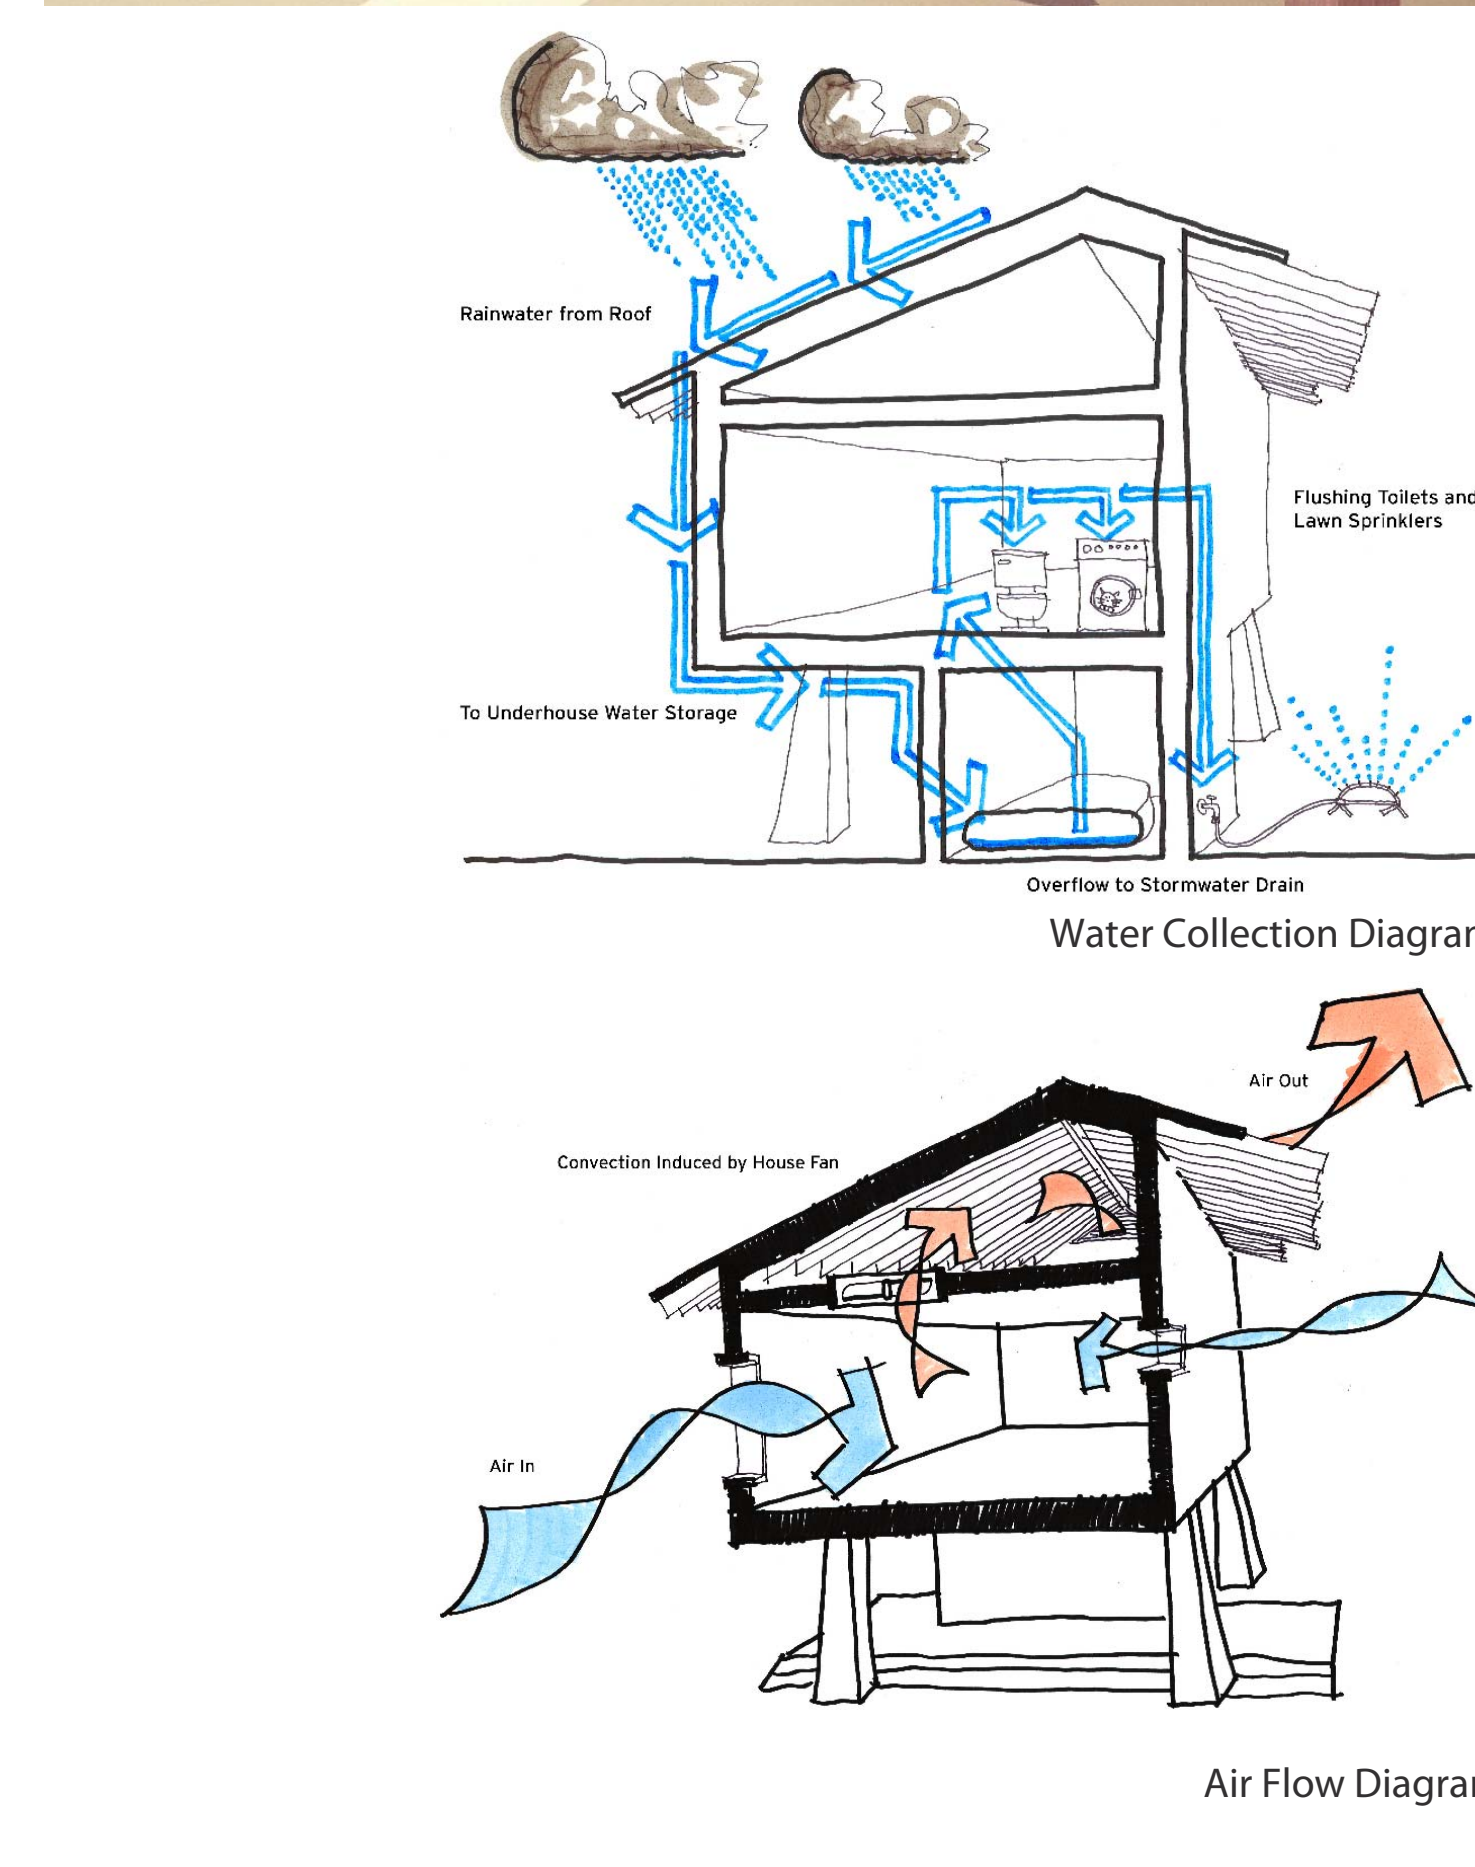 Rainwater from Roof
Flushing Toilets and
Lawn Sprinklers
To Underhouse Water Storage
Overflow to Stormwater Drain
Water Collection Diagra
Air Out
Convection Induced by House Fan
Air In
Air Flow Diagra